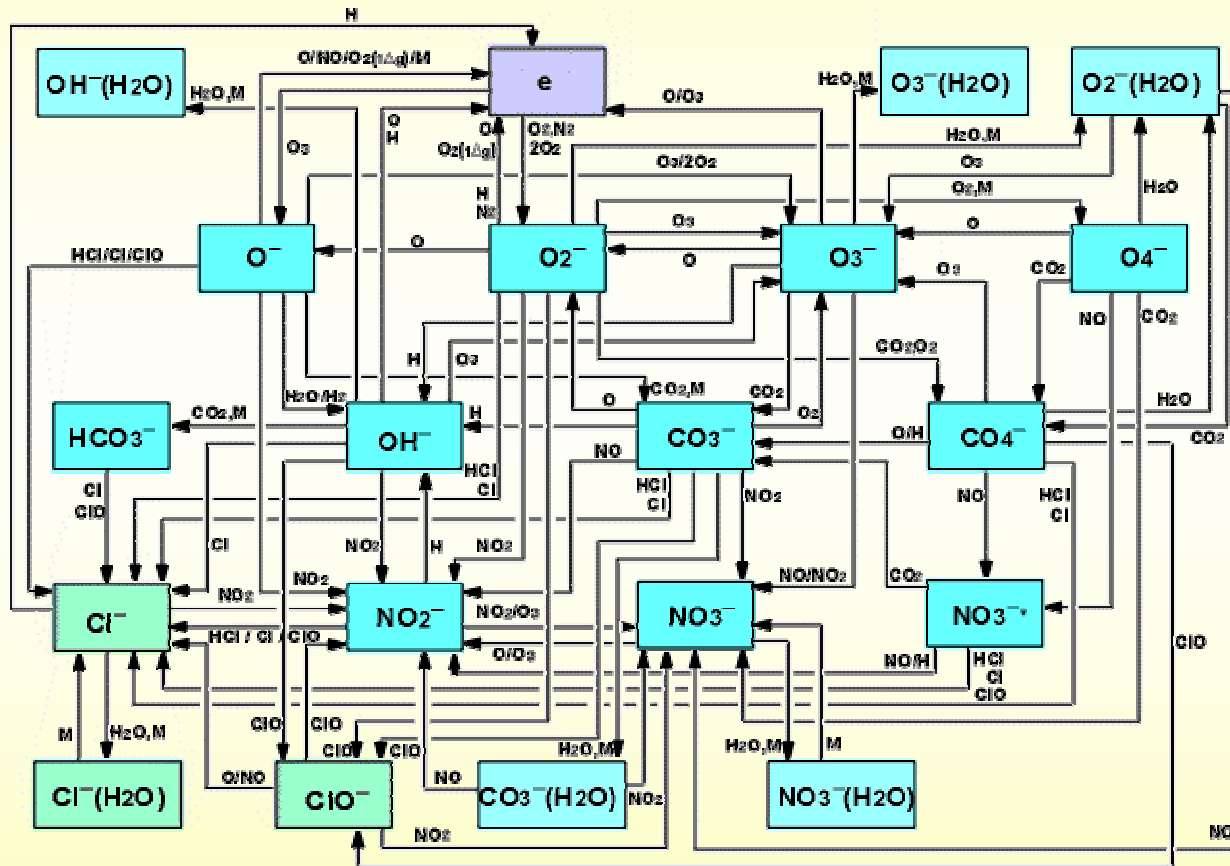 H
O/NO/O2(1Δg)/M
e
OH⁻(H2O)
O3⁻(H2O)
O2⁻(H2O)
H2O,M
H2O,M
O
H
O
O2(1Δg)
O2,N2
2O2
O/O3
H2O,M
O3
O3/2O2
O3
H
N2
O2,M
H2O
HCl/Cl/ClO
O⁻
O
O2⁻
O3
O
O3⁻
O
O4⁻
O2
CO2
NO
CO2
H
O3
CO2,O2
H2O/H2
CO2,M
CO2
O
O2
H2O
HCO3⁻
CO2,M
OH⁻
H
CO3⁻
O/H
CO4⁻
CO2
NO
HCl
Cl
HCl
Cl
NO2
NO
HCl
Cl
Cl
ClO
Cl
NO2
H
NO2
NO/NO2
CO2
NO2
Cl⁻
NO2
NO2⁻
NO2/O3
NO3⁻
NO3⁻*
HCl / Cl / ClO
O/O3
NO/H
HCl
Cl
ClO
ClO
M
H2O,M
ClO
ClO
ClO
ClO
H2O,M
H2O,M
M
Cl⁻(H2O)
O/NO
ClO⁻
NO
CO3⁻(H2O)
NO2
NO3⁻(H2O)
NO2
NO